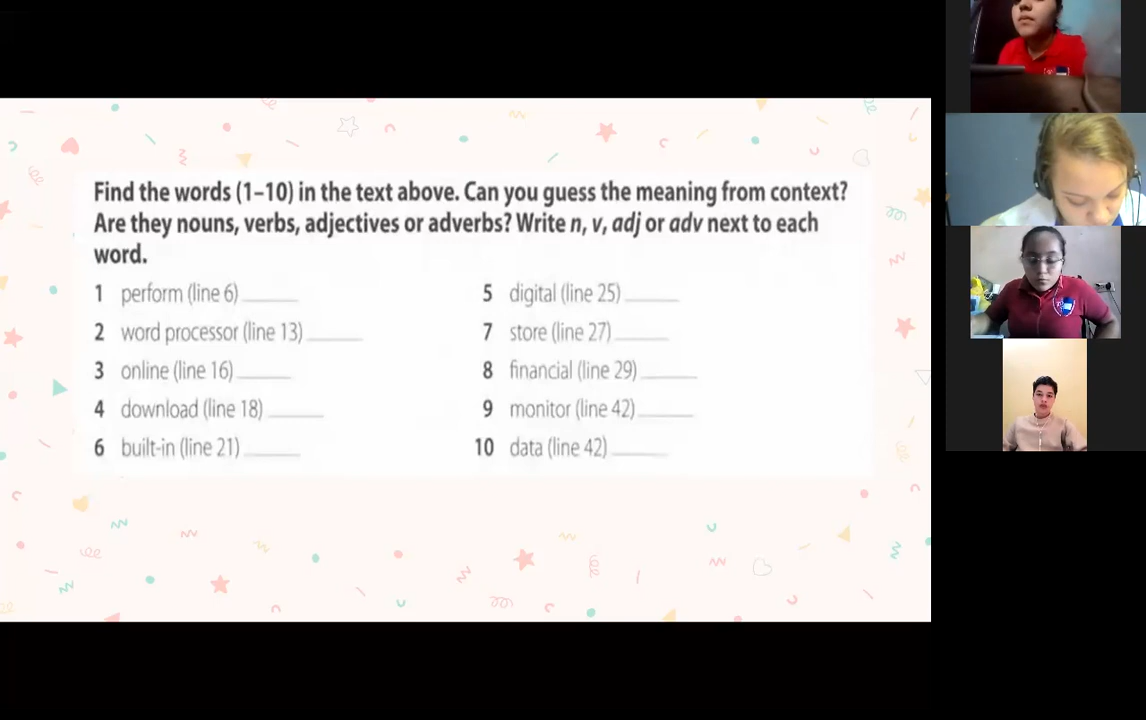 Find the words (1–10) in the text above. Can you guess the meaning from context?
Are they nouns, verbs, adjectives or adverbs? Write n, v, adj or adv next to each
word.
1 perform (line 6) ______
2 word processor (line 13) ______
3 online (line 16) ______
4 download (line 18) ______
6 built-in (line 21) ______
5 digital (line 25) ______
7 store (line 27) ______
8 financial (line 29) ______
9 monitor (line 42) ______
10 data (line 42) ______